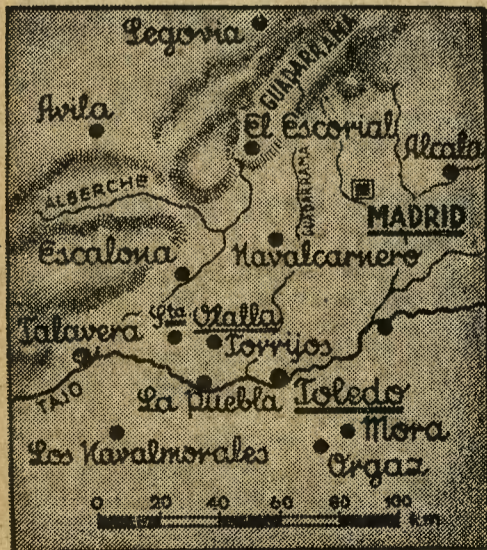 Segovia
GUADARRAMA
Avila
El Escorial
Alcala
ALBERCHE
GUADARRAMA
MADRID
Escalona
Navalcarnero
Talavera
Sta Olalla
Torrijos
TAJO
La Puebla
Toledo
Mora
Los Navalmorales
Orgaz
0 20 40 60 80 100
Km